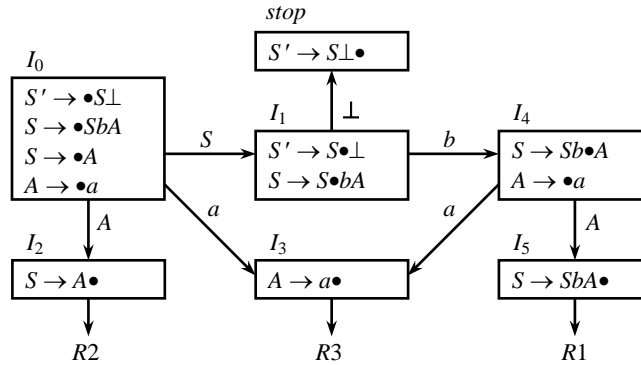 stop
S′ → S⊥●
I₀
S′ → ●S⊥
S → ●SbA
S → ●A
A → ●a
S
⊥
I₁
S′ → S●⊥
S → S●bA
b
I₄
S → Sb●A
A → ●a
A
a
a
A
I₂
S → A●
I₃
A → a●
I₅
S → SbA●
R2
R3
R1